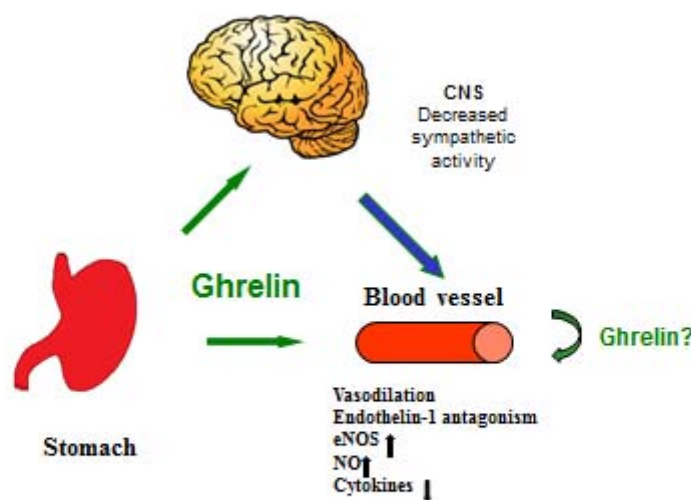 CNS
Decreased
sympathetic
activity
Ghrelin
Blood vessel
Ghrelin?
Stomach
Vasodilation
Endothelin-1 antagonism
eNOS
NO
Cytokines